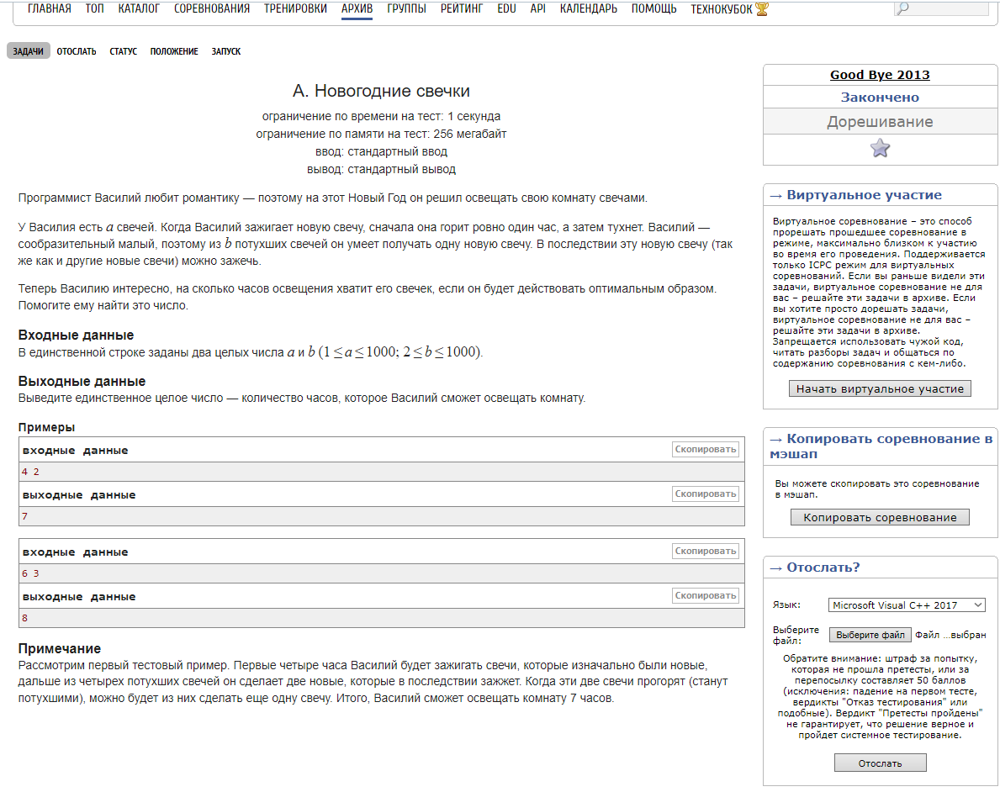 ГЛАВНАЯ ТОП КАТАЛОГ СОРЕВНОВАНИЯ ТРЕНИРОВКИ АРХИВ ГРУППЫ РЕЙТИНГ EDU API КАЛЕНДАРЬ ПОМОЩЬ ТЕХНОКУБОК
ЗАДАЧИ ОТОСЛАТЬ СТАТУС ПОЛОЖЕНИЕ ЗАПУСК
A. Новогодние свечки
ограничение по времени на тест: 1 секунда
ограничение по памяти на тест: 256 мегабайт
ввод: стандартный ввод
вывод: стандартный вывод
Программист Василий любит романтику — поэтому на этот Новый Год он решил освещать свою комнату свечами.
У Василия есть a свечей. Когда Василий зажигает новую свечу, сначала она горит ровно один час, а затем тухнет. Василий —
сообразительный малый, поэтому из b потухших свечей он умеет получать одну новую свечу. В последствии эту новую свечу (так
же как и другие новые свечи) можно зажечь.
Теперь Василию интересно, на сколько часов освещения хватит его свечек, если он будет действовать оптимальным образом.
Помогите ему найти это число.
Входные данные
В единственной строке заданы два целых числа a и b (1 ≤ a ≤ 1000; 2 ≤ b ≤ 1000).
Выходные данные
Выведите единственное целое число — количество часов, которое Василий сможет освещать комнату.
Примеры
входные данные Скопировать
4 2
выходные данные Скопировать
7
входные данные Скопировать
6 3
выходные данные Скопировать
8
Примечание
Рассмотрим первый тестовый пример. Первые четыре часа Василий будет зажигать свечи, которые изначально были новые,
дальше из четырех потухших свечей он сделает две новые, которые в последствии зажжет. Когда эти две свечи прогорят (станут
потухшими), можно будет из них сделать еще одну свечу. Итого, Василий сможет освещать комнату 7 часов.
Good Bye 2013
Закончено
Дорешивание
→ Виртуальное участие
Виртуальное соревнование – это способ
прорешать прошедшее соревнование в
режиме, максимально близком к участию
во время его проведения. Поддерживается
только ICPC режим для виртуальных
соревнований. Если вы раньше видели эти
задачи, виртуальное соревнование не для
вас – решайте эти задачи в архиве. Если
вы хотите просто дорешать задачи,
виртуальное соревнование не для вас –
решайте эти задачи в архиве.
Запрещается использовать чужой код,
читать разборы задач и общаться по
содержанию соревнования с кем-либо.
Начать виртуальное участие
→ Копировать соревнование в
мэшап
Вы можете скопировать это соревнование
в мэшап.
Копировать соревнование
→ Отослать?
Язык: Microsoft Visual C++ 2017
Выберите
файл: Выберите файл Файл ...выбран
Обратите внимание: штраф за попытку,
которая не прошла претесты, или за
перепосылку составляет 50 баллов
(исключения: падение на первом тесте,
вердикты "Отказ тестирования" или
подобные). Вердикт "Претесты пройдены"
не гарантирует, что решение верное и
пройдет системное тестирование.
Отослать